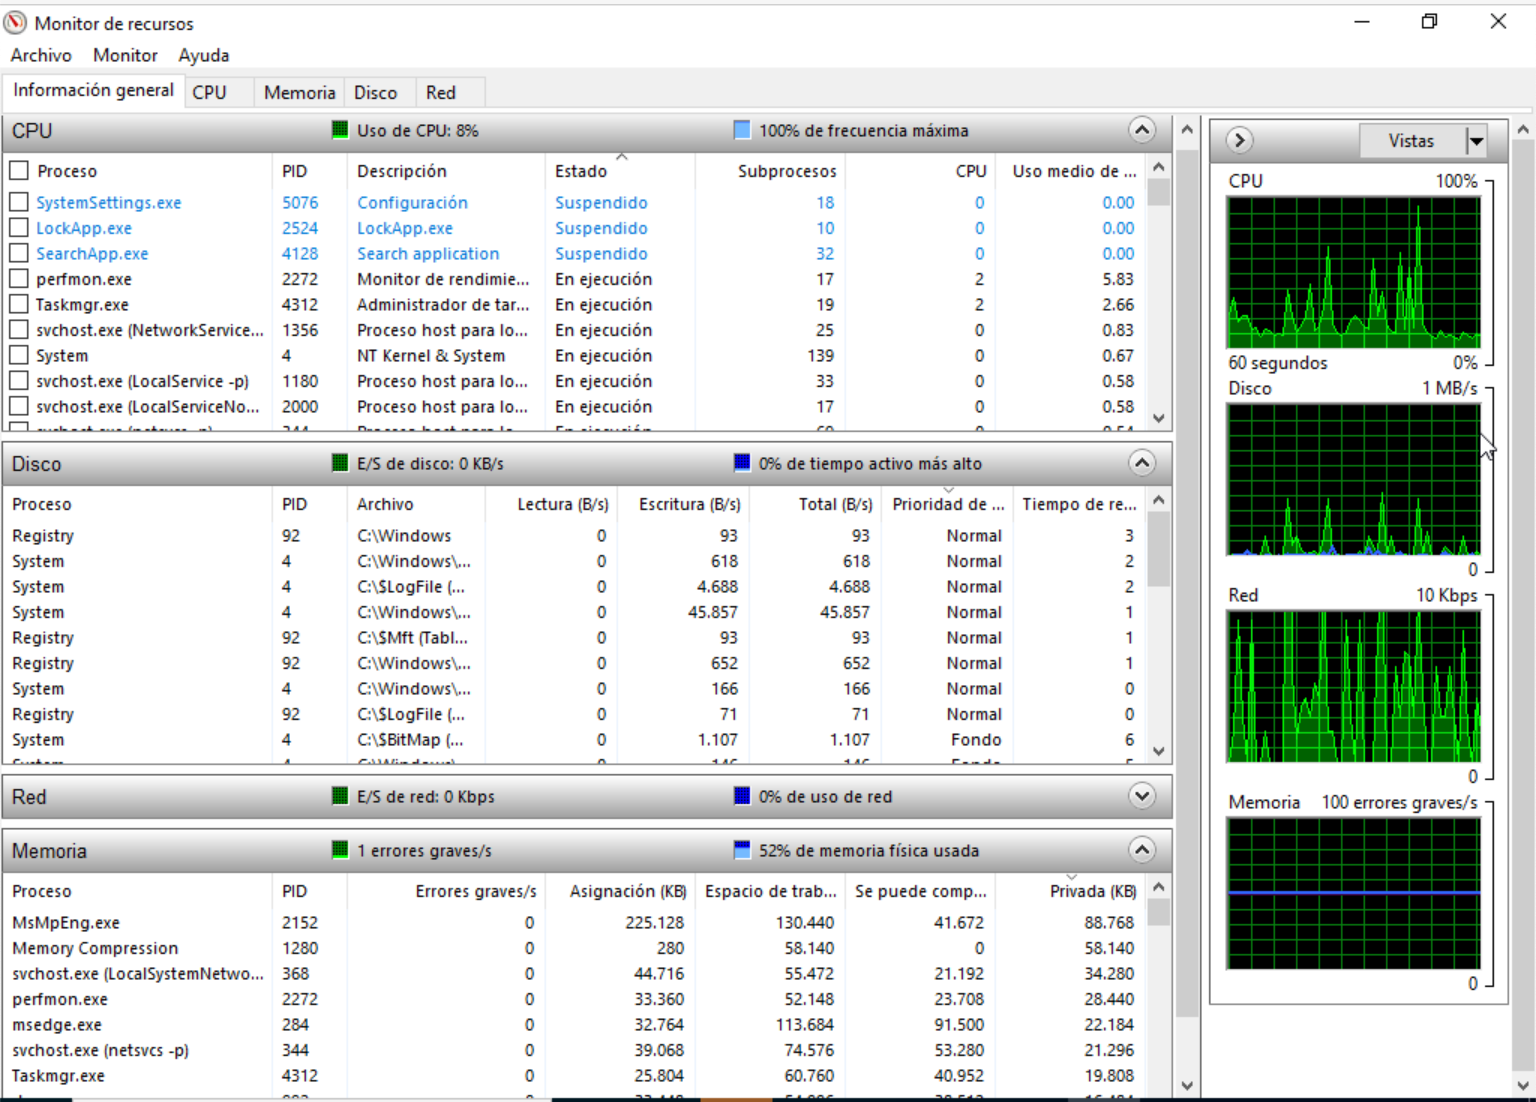 Monitor de recursos
Archivo Monitor Ayuda
Información general CPU Memoria Disco Red
CPU Uso de CPU: 8% 100% de frecuencia máxima
Proceso PID Descripción Estado Subprocesos CPU Uso medio de ...
SystemSettings.exe 5076 Configuración Suspendido 18 0 0.00
LockApp.exe 2524 LockApp.exe Suspendido 10 0 0.00
SearchApp.exe 4128 Search application Suspendido 32 0 0.00
perfmon.exe 2272 Monitor de rendimie... En ejecución 17 2 5.83
Taskmgr.exe 4312 Administrador de tar... En ejecución 19 2 2.66
svchost.exe (NetworkService... 1356 Proceso host para lo... En ejecución 25 0 0.83
System 4 NT Kernel & System En ejecución 139 0 0.67
svchost.exe (LocalService -p) 1180 Proceso host para lo... En ejecución 33 0 0.58
svchost.exe (LocalServiceNo... 2000 Proceso host para lo... En ejecución 17 0 0.58
Disco E/S de disco: 0 KB/s 0% de tiempo activo más alto
Proceso PID Archivo Lectura (B/s) Escritura (B/s) Total (B/s) Prioridad de ... Tiempo de re...
Registry 92 C:\Windows 0 93 93 Normal 3
System 4 C:\Windows\... 0 618 618 Normal 2
System 4 C:\$LogFile (... 0 4.688 4.688 Normal 2
System 4 C:\Windows\... 0 45.857 45.857 Normal 1
Registry 92 C:\$Mft (Tabl... 0 93 93 Normal 1
Registry 92 C:\Windows\... 0 652 652 Normal 1
System 4 C:\Windows\... 0 166 166 Normal 0
Registry 92 C:\$LogFile (... 0 71 71 Normal 0
System 4 C:\$BitMap (... 0 1.107 1.107 Fondo 6
Red E/S de red: 0 Kbps 0% de uso de red
Memoria 1 errores graves/s 52% de memoria física usada
Proceso PID Errores graves/s Asignación (KB) Espacio de trab... Se puede comp... Privada (KB)
MsMpEng.exe 2152 0 225.128 130.440 41.672 88.768
Memory Compression 1280 0 280 58.140 0 58.140
svchost.exe (LocalSystemNetwo... 368 0 44.716 55.472 21.192 34.280
perfmon.exe 2272 0 33.360 52.148 23.708 28.440
msedge.exe 284 0 32.764 113.684 91.500 22.184
svchost.exe (netsvcs -p) 344 0 39.068 74.576 53.280 21.296
Taskmgr.exe 4312 0 25.804 60.760 40.952 19.808
Vistas
CPU 100%
60 segundos 0%
Disco 1 MB/s
0
Red 10 Kbps
0
Memoria 100 errores graves/s
0